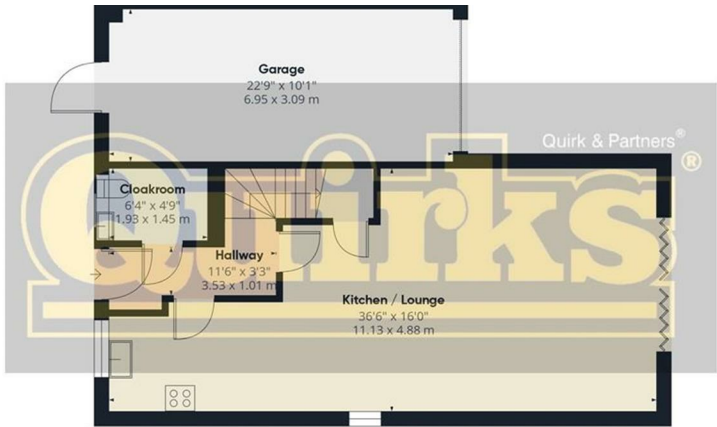 Garage
22'9" x 10'1"
6.95 x 3.09 m
Quirk & Partners®
Quirks®
Cloakroom
6'4" x 4'9"
1.93 x 1.45 m
Hallway
11'6" x 3'3"
3.53 x 1.01 m
Kitchen / Lounge
36'6" x 16'0"
11.13 x 4.88 m